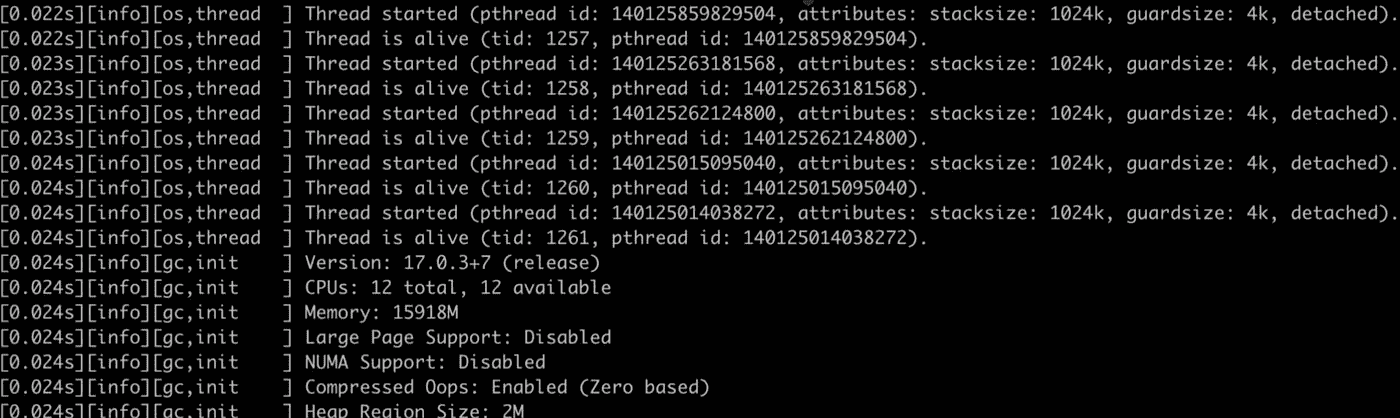 [0.022s][info][os,thread  ] Thread started (pthread id: 140125859829504, attributes: stacksize: 1024k, guardsize: 4k, detached).
[0.022s][info][os,thread  ] Thread is alive (tid: 1257, pthread id: 140125859829504).
[0.023s][info][os,thread  ] Thread started (pthread id: 140125263181568, attributes: stacksize: 1024k, guardsize: 4k, detached).
[0.023s][info][os,thread  ] Thread is alive (tid: 1258, pthread id: 140125263181568).
[0.023s][info][os,thread  ] Thread started (pthread id: 140125262124800, attributes: stacksize: 1024k, guardsize: 4k, detached).
[0.023s][info][os,thread  ] Thread is alive (tid: 1259, pthread id: 140125262124800).
[0.024s][info][os,thread  ] Thread started (pthread id: 140125015095040, attributes: stacksize: 1024k, guardsize: 4k, detached).
[0.024s][info][os,thread  ] Thread is alive (tid: 1260, pthread id: 140125015095040).
[0.024s][info][os,thread  ] Thread started (pthread id: 140125014038272, attributes: stacksize: 1024k, guardsize: 4k, detached).
[0.024s][info][os,thread  ] Thread is alive (tid: 1261, pthread id: 140125014038272).
[0.024s][info][gc,init    ] Version: 17.0.3+7 (release)
[0.024s][info][gc,init    ] CPUs: 12 total, 12 available
[0.024s][info][gc,init    ] Memory: 15918M
[0.024s][info][gc,init    ] Large Page Support: Disabled
[0.024s][info][gc,init    ] NUMA Support: Disabled
[0.024s][info][gc,init    ] Compressed Oops: Enabled (Zero based)
[0.024s][info][gc,init    ] Heap Region Size: 2M